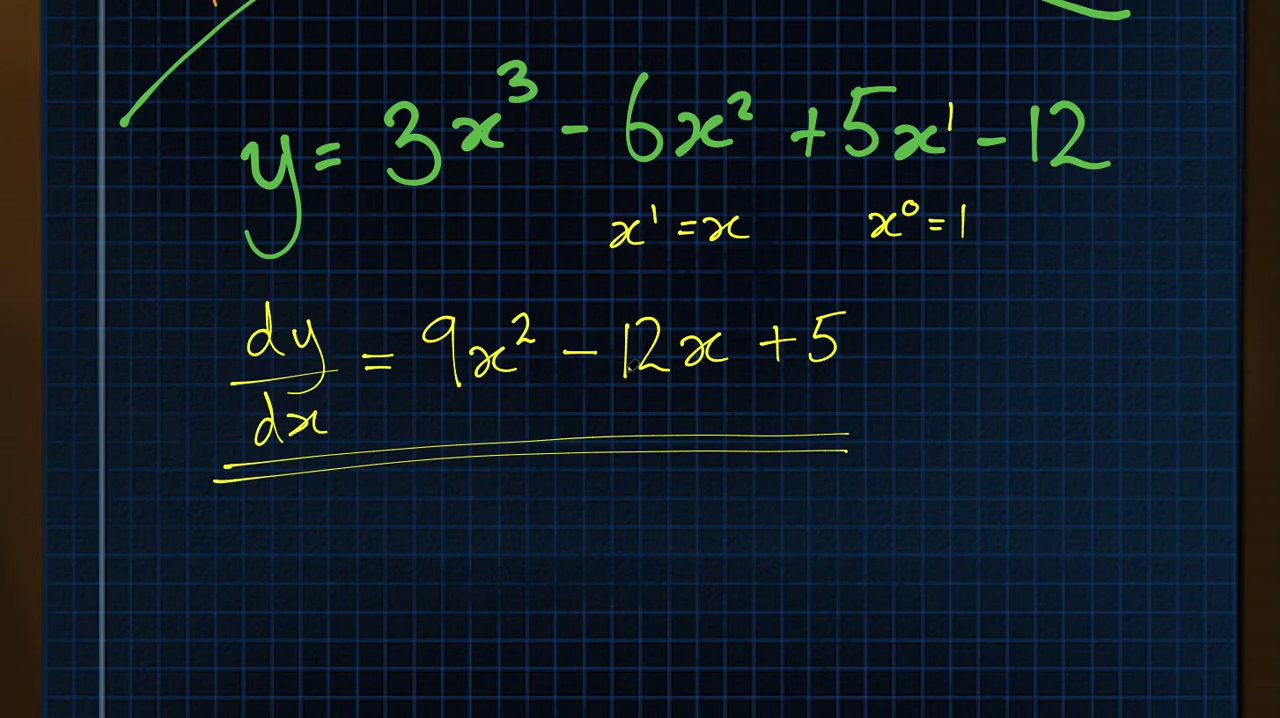 y = 3x³ - 6x² + 5x¹ - 12
x¹ = x x⁰ = 1
dy/dx = 9x² - 12x + 5